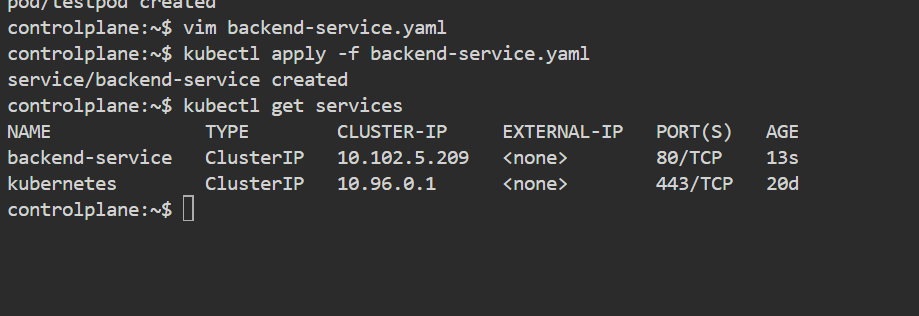 pod/testpod created
controlplane:~$ vim backend-service.yaml
controlplane:~$ kubectl apply -f backend-service.yaml
service/backend-service created
controlplane:~$ kubectl get services
NAME TYPE CLUSTER-IP EXTERNAL-IP PORT(S) AGE
backend-service ClusterIP 10.102.5.209 <none> 80/TCP 13s
kubernetes ClusterIP 10.96.0.1 <none> 443/TCP 20d
controlplane:~$